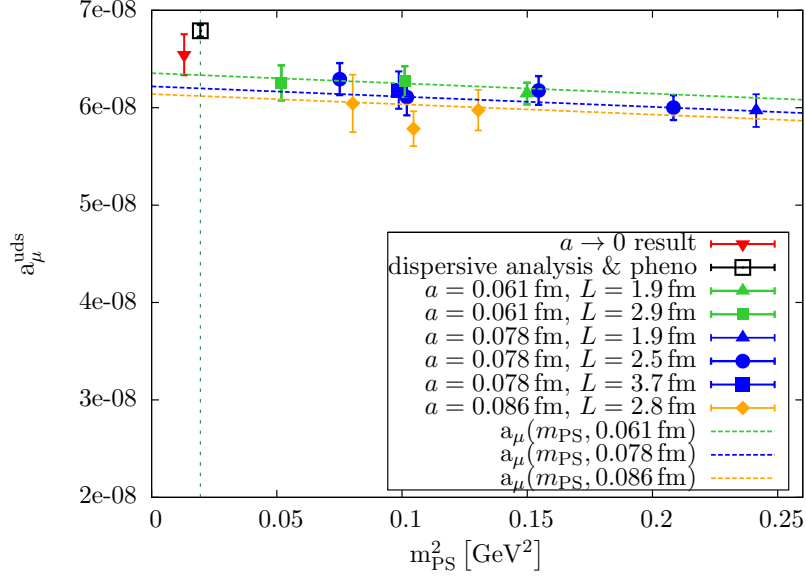 7e-08
6e-08
5e-08
4e-08
3e-08
2e-08
a_μ^uds
a → 0 result
dispersive analysis & pheno
a = 0.061 fm, L = 1.9 fm
a = 0.061 fm, L = 2.9 fm
a = 0.078 fm, L = 1.9 fm
a = 0.078 fm, L = 2.5 fm
a = 0.078 fm, L = 3.7 fm
a = 0.086 fm, L = 2.8 fm
a_μ(m_PS, 0.061 fm)
a_μ(m_PS, 0.078 fm)
a_μ(m_PS, 0.086 fm)
0 0.05 0.1 0.15 0.2 0.25
m_PS^2 [GeV^2]